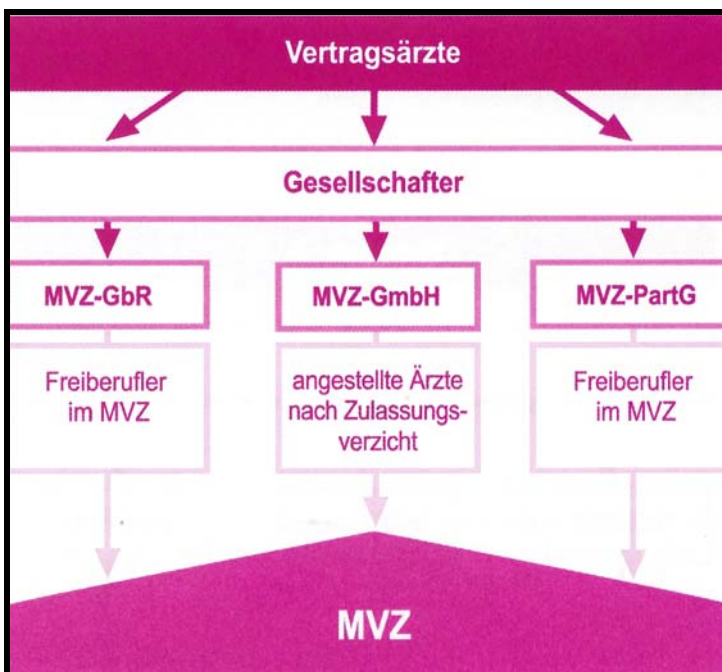 Vertragsärzte
Gesellschafter
MVZ-GbR
MVZ-GmbH
MVZ-PartG
Freiberufler
im MVZ
angestellte Ärzte
nach Zulassungs-
verzicht
Freiberufler
im MVZ
MVZ